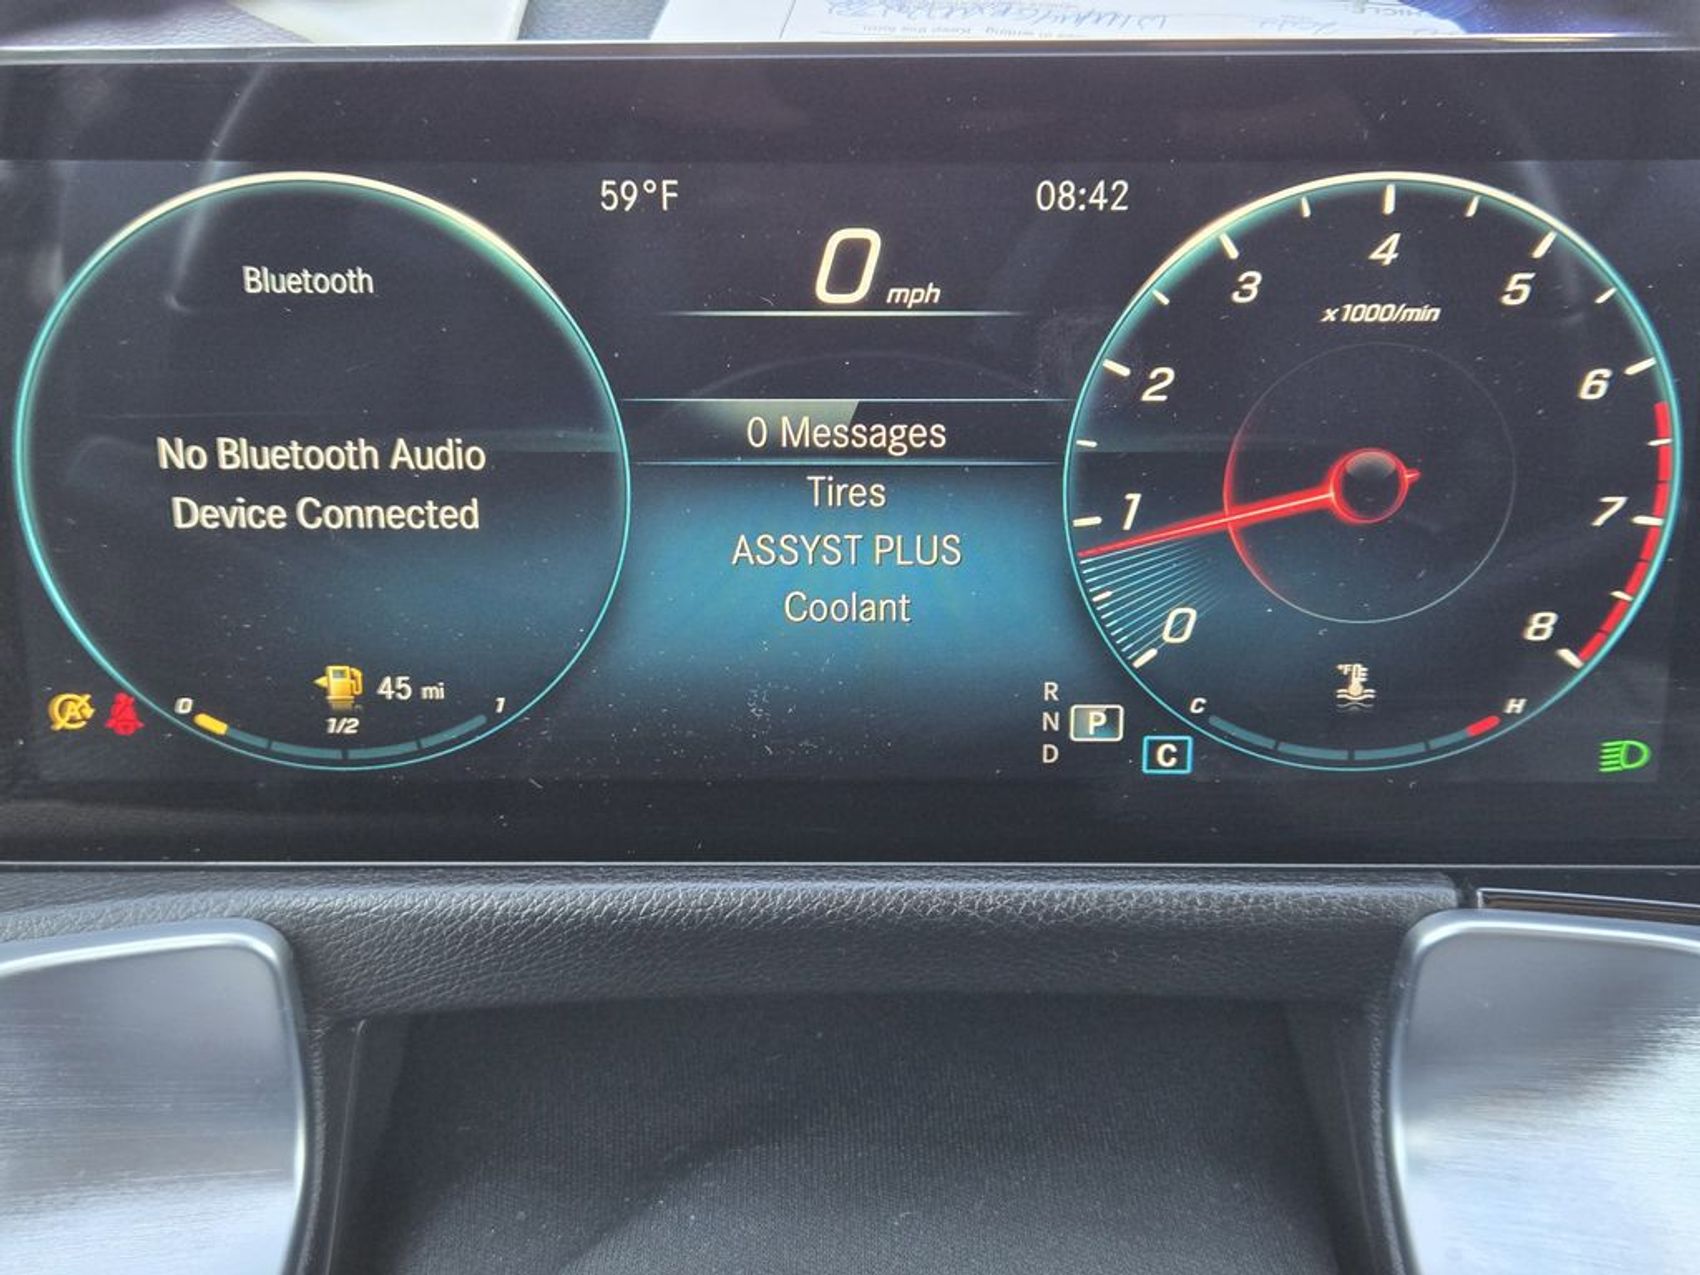 59°F
08:42
0 mph
Bluetooth
No Bluetooth Audio
Device Connected
0 Messages
Tires
ASSYST PLUS
Coolant
45 mi
0
1/2
1
R
N
D
P
C
0
1
2
3
4
5
6
7
8
x1000/min
°F
C
H
A